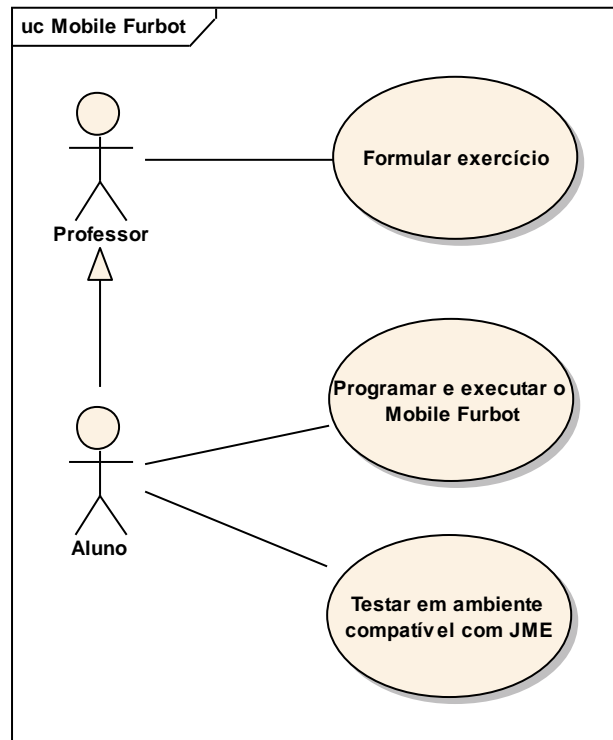 uc Mobile Furbot
Professor
Formular exercício
Aluno
Programar e executar o
Mobile Furbot
Testar em ambiente
compatível com JME